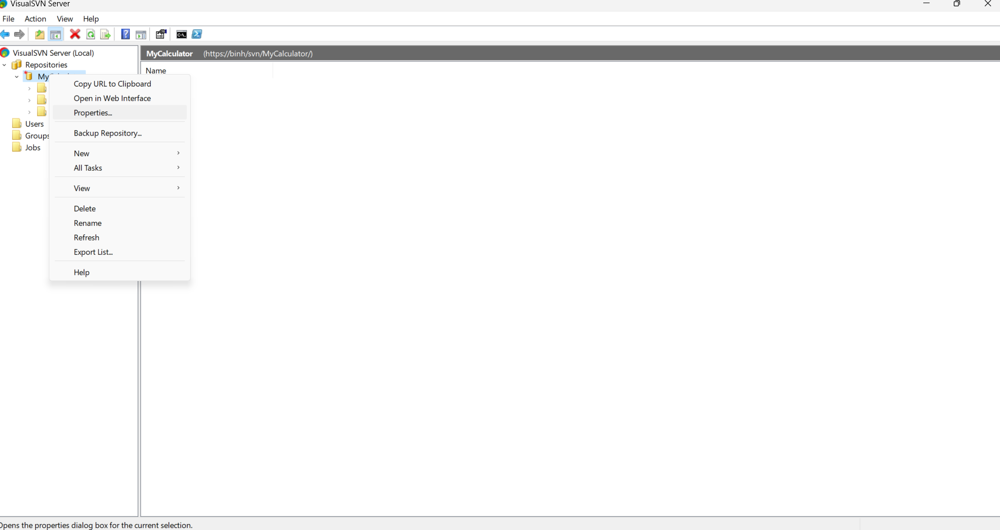 VisualSVN Server
File Action View Help
VisualSVN Server (Local)
Repositories
My
Users
Groups
Jobs
MyCalculator (https://binh/svn/MyCalculator/)
Name
Copy URL to Clipboard
Open in Web Interface
Properties...
Backup Repository...
New
All Tasks
View
Delete
Rename
Refresh
Export List...
Help
Opens the properties dialog box for the current selection.